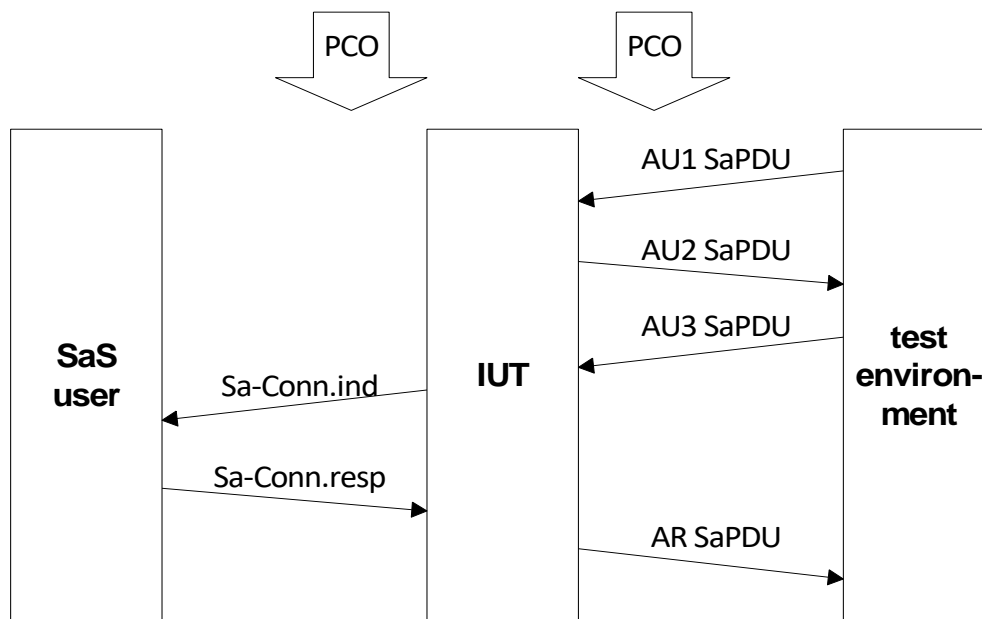 PCO
PCO
AU1 SaPDU
AU2 SaPDU
AU3 SaPDU
SaS
user
IUT
test
environ-
ment
Sa-Conn.ind
Sa-Conn.resp
AR SaPDU